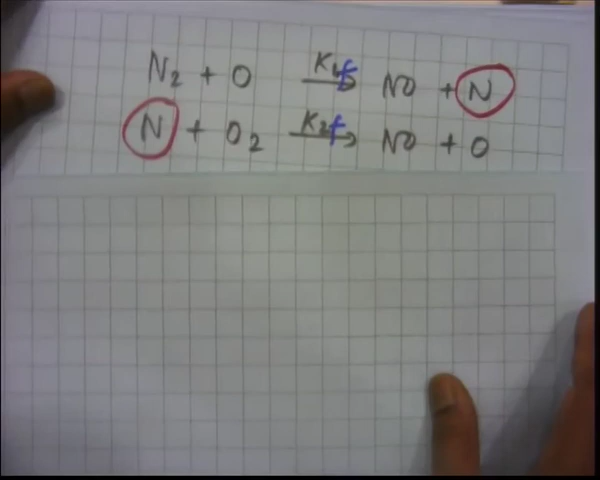 N₂ + O —K₁f→ NO + N
N + O₂ —K₂f→ NO + O